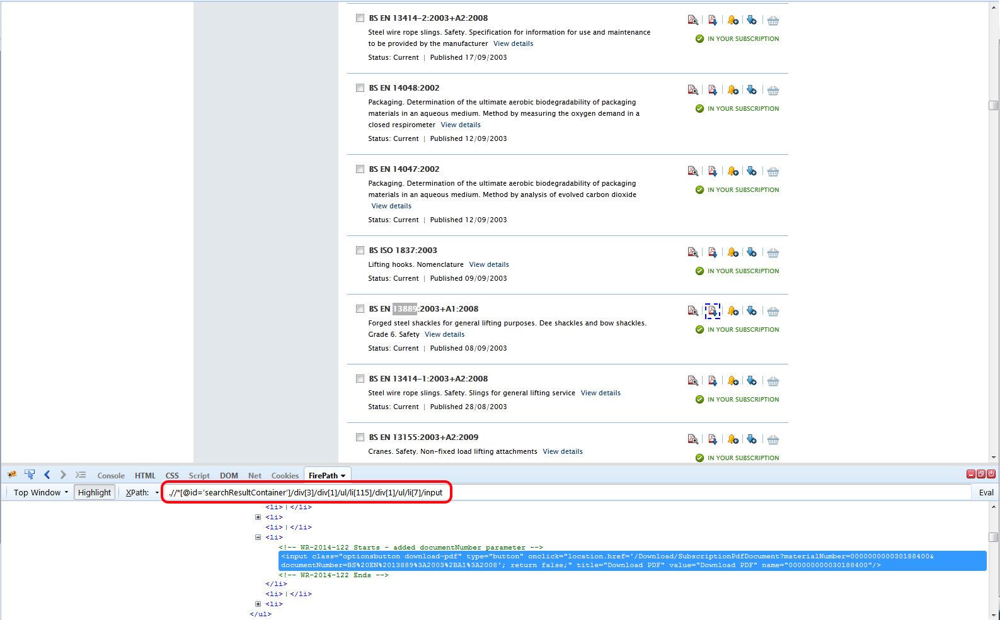 BS EN 13414-2:2003+A2:2008
Steel wire rope slings. Safety. Specification for information for use and maintenance
to be provided by the manufacturer View details
IN YOUR SUBSCRIPTION
Status: Current | Published 17/09/2003
BS EN 14048:2002
Packaging. Determination of the ultimate aerobic biodegradability of packaging
materials in an aqueous medium. Method by measuring the oxygen demand in a
closed respirometer View details
IN YOUR SUBSCRIPTION
Status: Current | Published 12/09/2003
BS EN 14047:2002
Packaging. Determination of the ultimate aerobic biodegradability of packaging
materials in an aqueous medium. Method by analysis of evolved carbon dioxide
View details
IN YOUR SUBSCRIPTION
Status: Current | Published 12/09/2003
BS ISO 1837:2003
Lifting hooks. Nomenclature View details
IN YOUR SUBSCRIPTION
Status: Current | Published 09/09/2003
BS EN 13889:2003+A1:2008
Forged steel shackles for general lifting purposes. Dee shackles and bow shackles.
Grade 6. Safety View details
IN YOUR SUBSCRIPTION
Status: Current | Published 08/09/2003
BS EN 13414-1:2003+A2:2008
Steel wire rope slings. Safety. Slings for general lifting service View details
IN YOUR SUBSCRIPTION
Status: Current | Published 28/08/2003
BS EN 13155:2003+A2:2009
Cranes. Safety. Non-fixed load lifting attachments View details
IN YOUR SUBSCRIPTION
Console HTML CSS Script DOM Net Cookies FirePath
Top Window Highlight XPath: .//*[@id='searchResultContainer']/div[3]/div[1]/ul/li[115]/div[1]/ul/li[7]/input Eval
<li>|</li>
<li>
<li>|</li>
<li>
<!-- WR-2014-122 Starts - added documentNumber parameter -->
<input class="optionsbutton download-pdf" type="button" onclick="location.href='/Download/SubscriptionPdfDocument?materialNumber=000000000030188400&
documentNumber=BS%20EN%2013889%3A2003%2BA1%3A2008'; return false;" title="Download PDF" value="Download PDF" name="000000000030188400"/>
<!-- WR-2014-122 Ends -->
</li>
<li>|</li>
<li>
</ul>